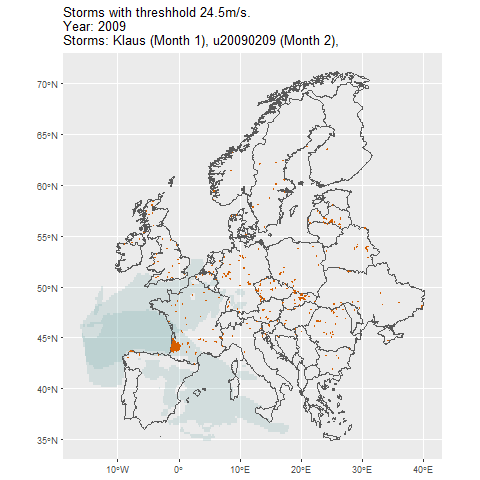 Storms with threshhold 24.5m/s.
Year: 2009
Storms: Klaus (Month 1), u20090209 (Month 2),
70°N
65°N
60°N
55°N
50°N
45°N
40°N
35°N
10°W
0°
10°E
20°E
30°E
40°E